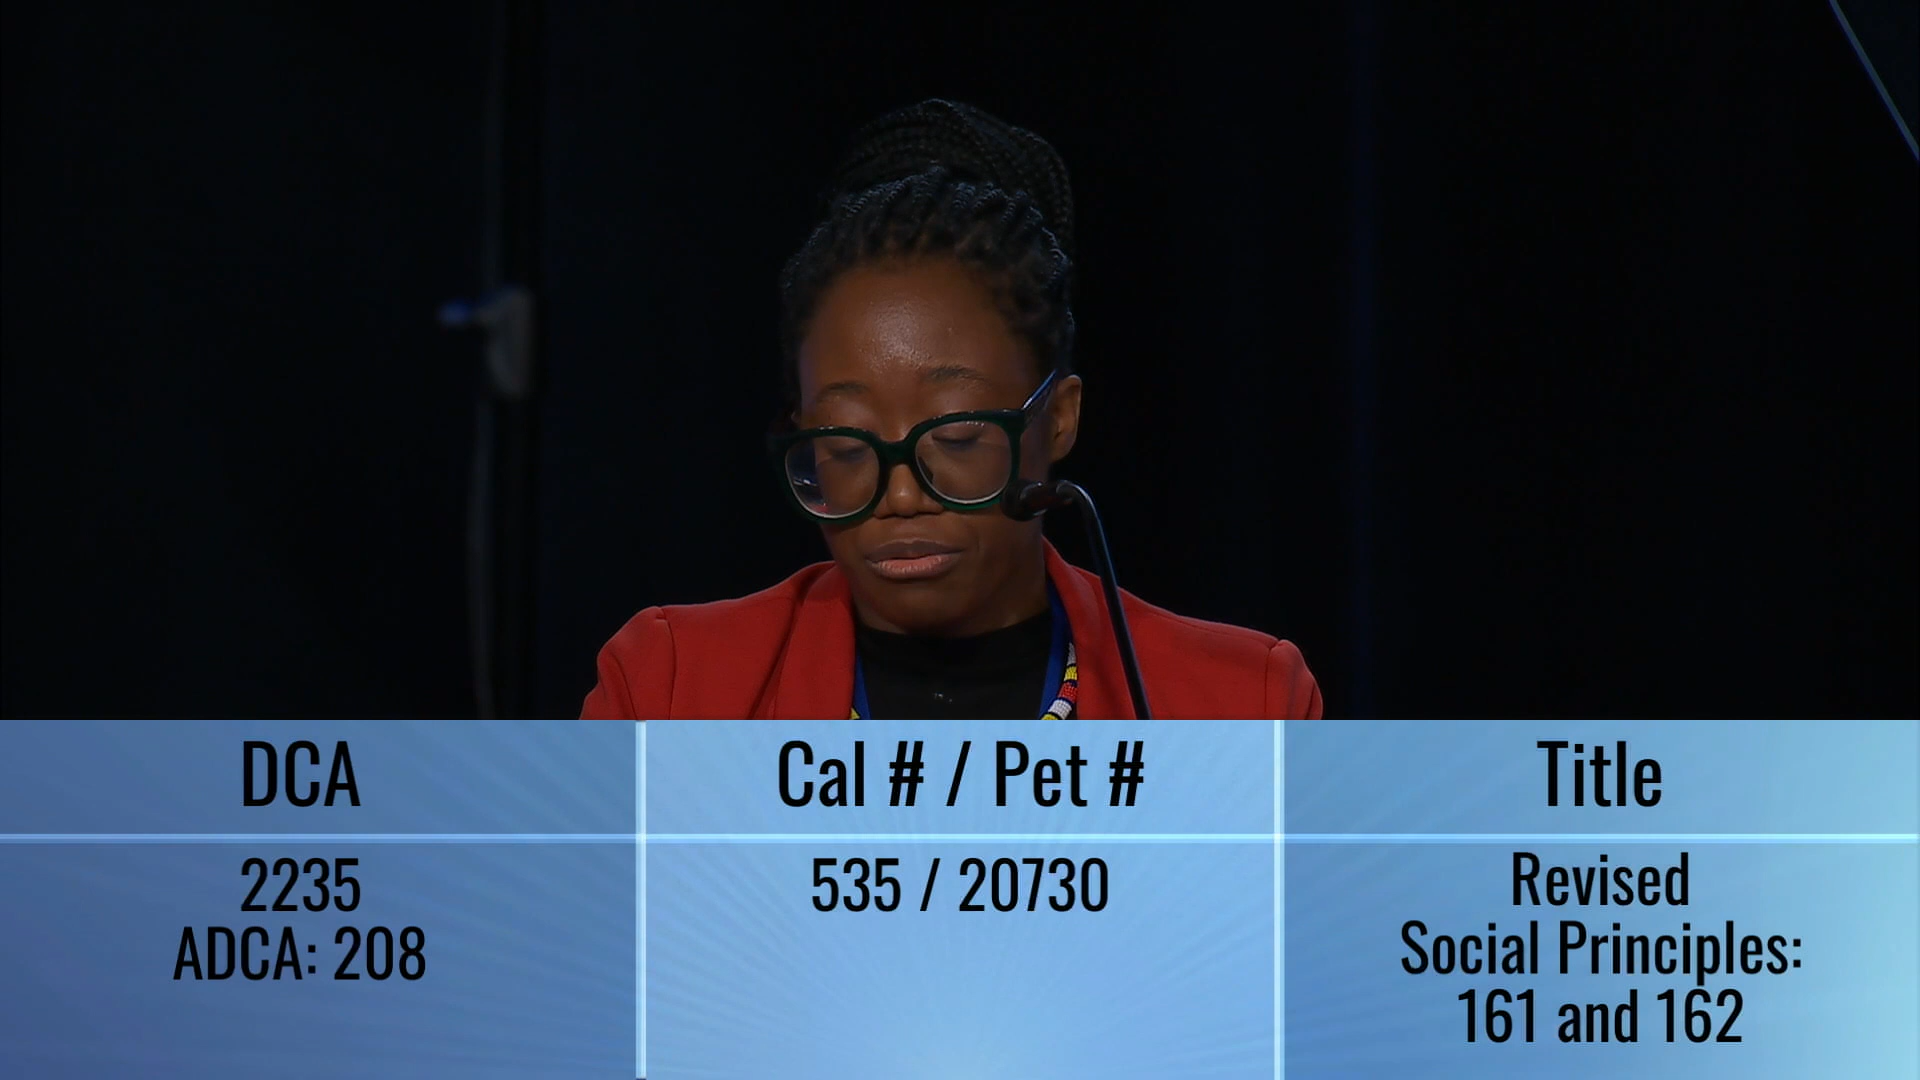 DCA
Cal # / Pet #
Title
2235
ADCA: 208
535 / 20730
Revised
Social Principles:
161 and 162